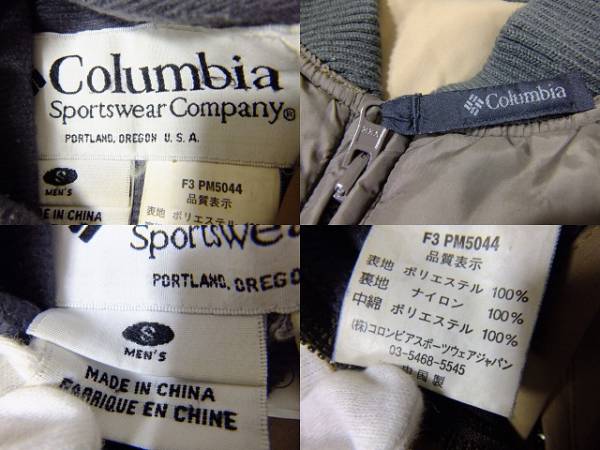 Columbia
Sportswear Company®
PORTLAND, OREGON U.S.A.
S
MEN'S
MADE IN CHINA
F3 PM5044
品質表示
表地 ポリエステル
Columbia
Sportswear
PORTLAND, OREG
S
MEN'S
MADE IN CHINA
FABRIQUE EN CHINE
F3 PM5044
品質表示
表地 ポリエステル 100%
裏地 ナイロン 100%
中綿 ポリエステル 100%
(株)コロンビアスポーツウェアジャパン
03-5468-5545
中国製